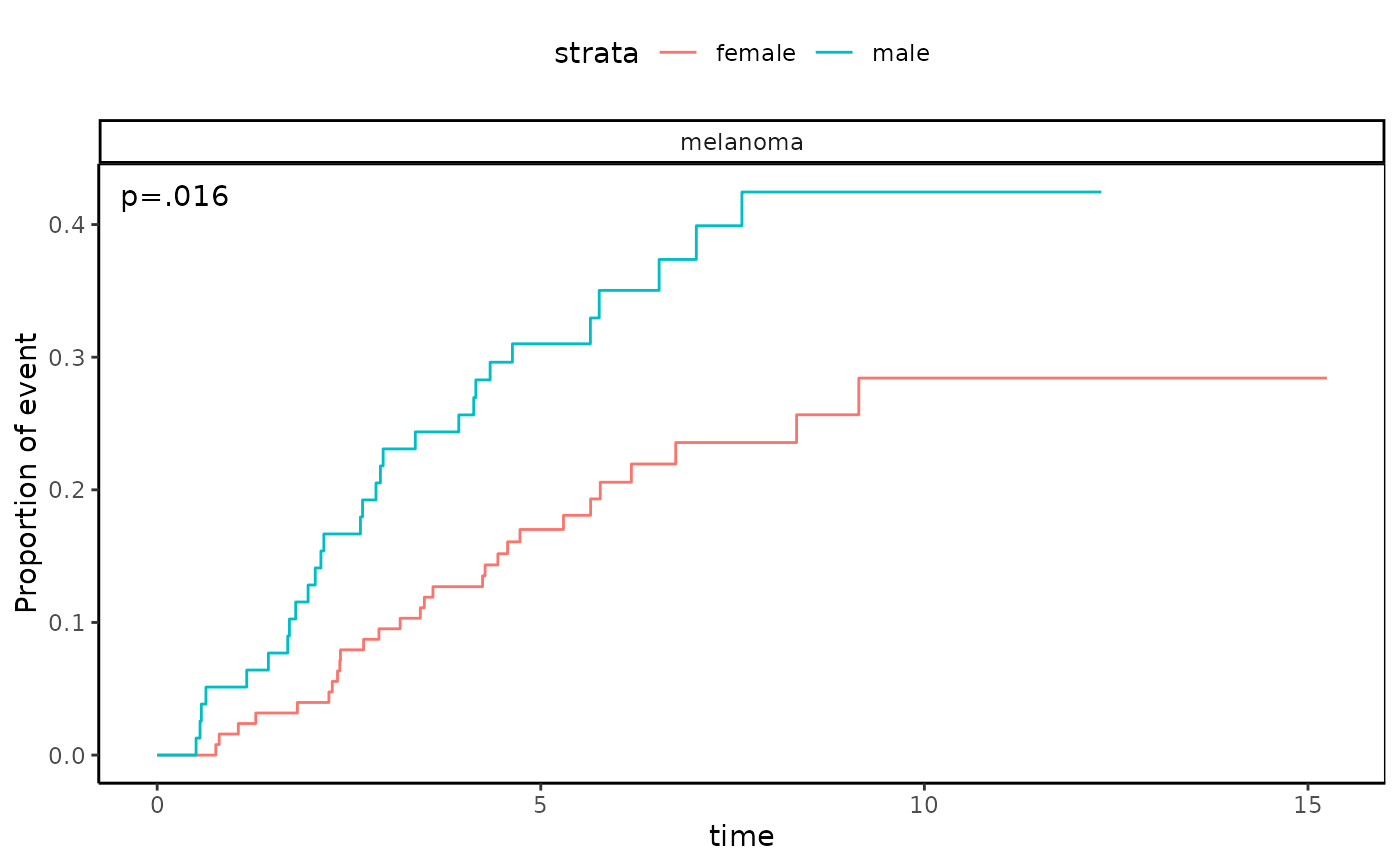 strata female male
melanoma
p=.016
0.4
0.3
0.2
0.1
0.0
Proportion of event
0 5 10 15
time